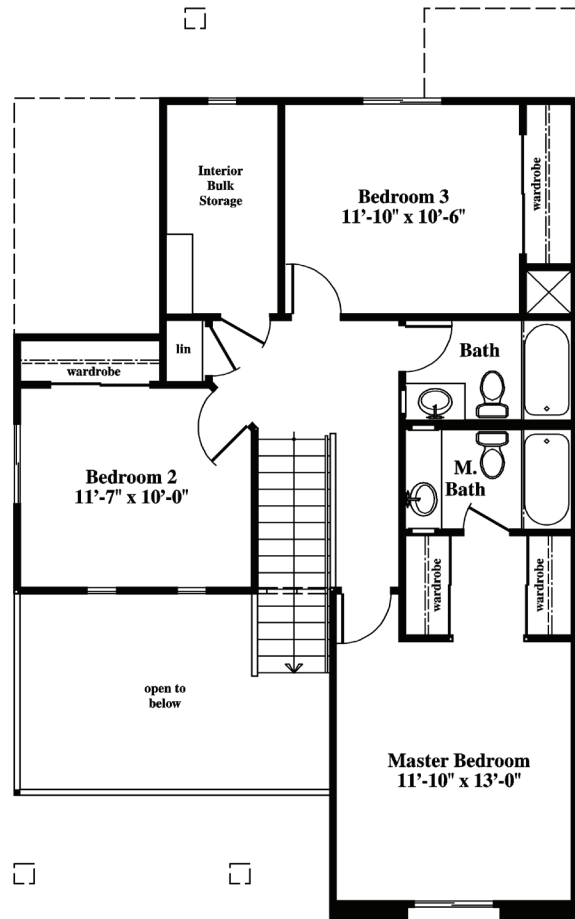 Interior
Bulk
Storage
Bedroom 3
11'-10" x 10'-6"
wardrobe
lin
Bath
wardrobe
Bedroom 2
11'-7" x 10'-0"
M.
Bath
wardrobe
wardrobe
open to
below
Master Bedroom
11'-10" x 13'-0"